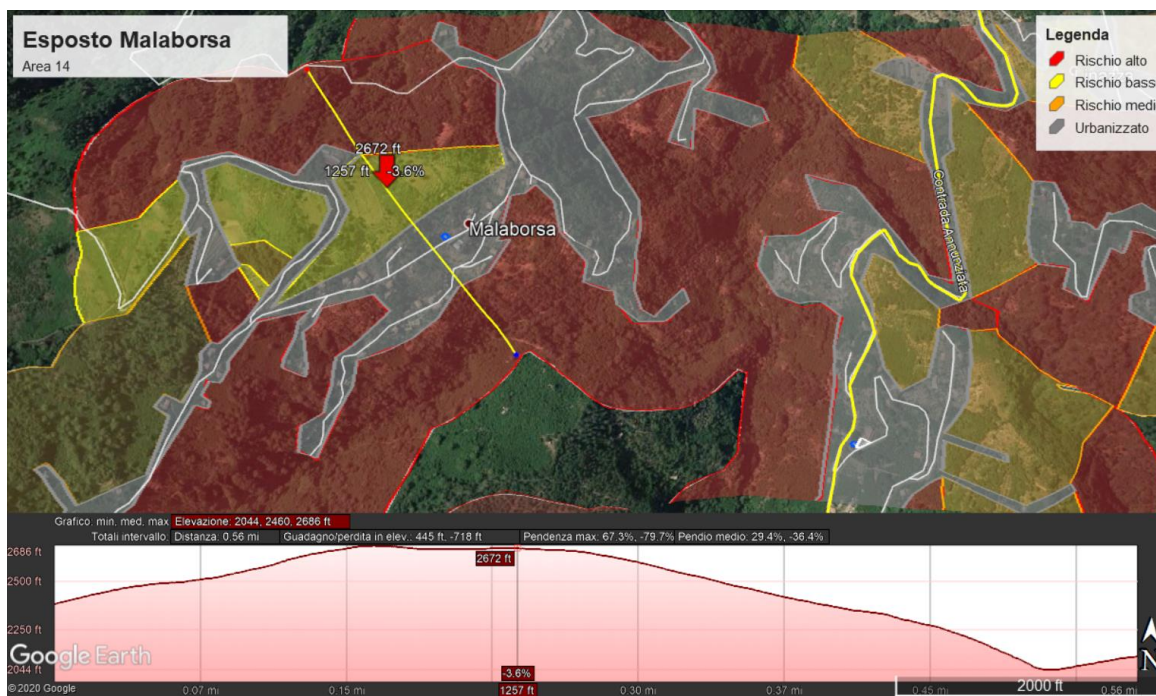 Esposto Malaborsa
Area 14
Legenda
Rischio alto
Rischio bass
Rischio medi
Urbanizzato
2672 ft
1257 ft -3.6%
Malaborsa
Contrada Annunziata
Grafico: min. med. max. Elevazione: 2044, 2460, 2686 ft
Totali intervallo: Distanza: 0.56 mi Guadagno/perdita in elev.: 445 ft, -718 ft Pendenza max: 67.3%, -79.7% Pendio medio: 29.4%, -36.4%
2686 ft
2672 ft
2500 ft
2250 ft
Google Earth
2044 ft
-3.6%
N
© 2020 Google
0.07 mi
0.15 mi
1257 ft
0.30 mi
0.37 mi
0.45 mi
2000 ft
0.56 mi